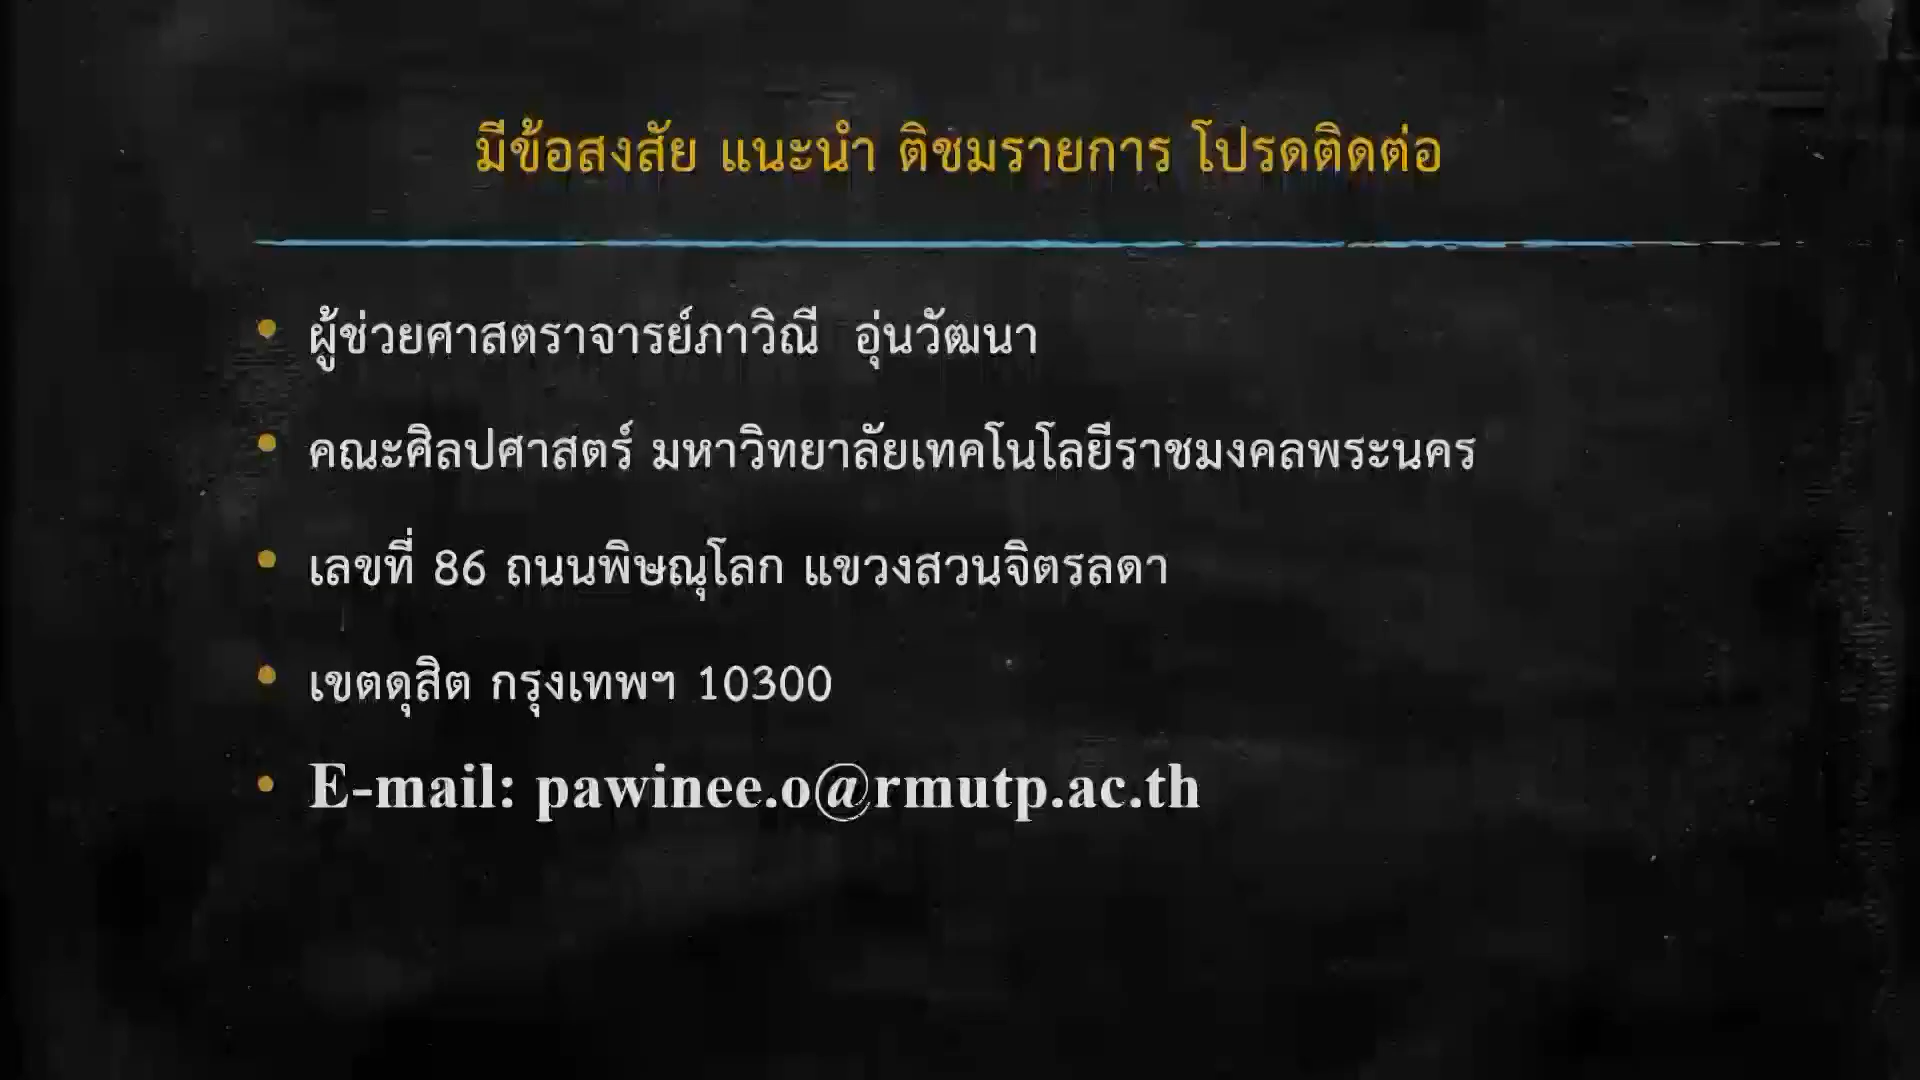 มีข้อสงสัย แนะนำ ติชมรายการ โปรดติดต่อ
• ผู้ช่วยศาสตราจารย์ภาวิณี  อุ่นวัฒนา
• คณะศิลปศาสตร์ มหาวิทยาลัยเทคโนโลยีราชมงคลพระนคร
• เลขที่ 86 ถนนพิษณุโลก แขวงสวนจิตรลดา
• เขตดุสิต กรุงเทพฯ 10300
• E-mail: pawinee.o@rmutp.ac.th